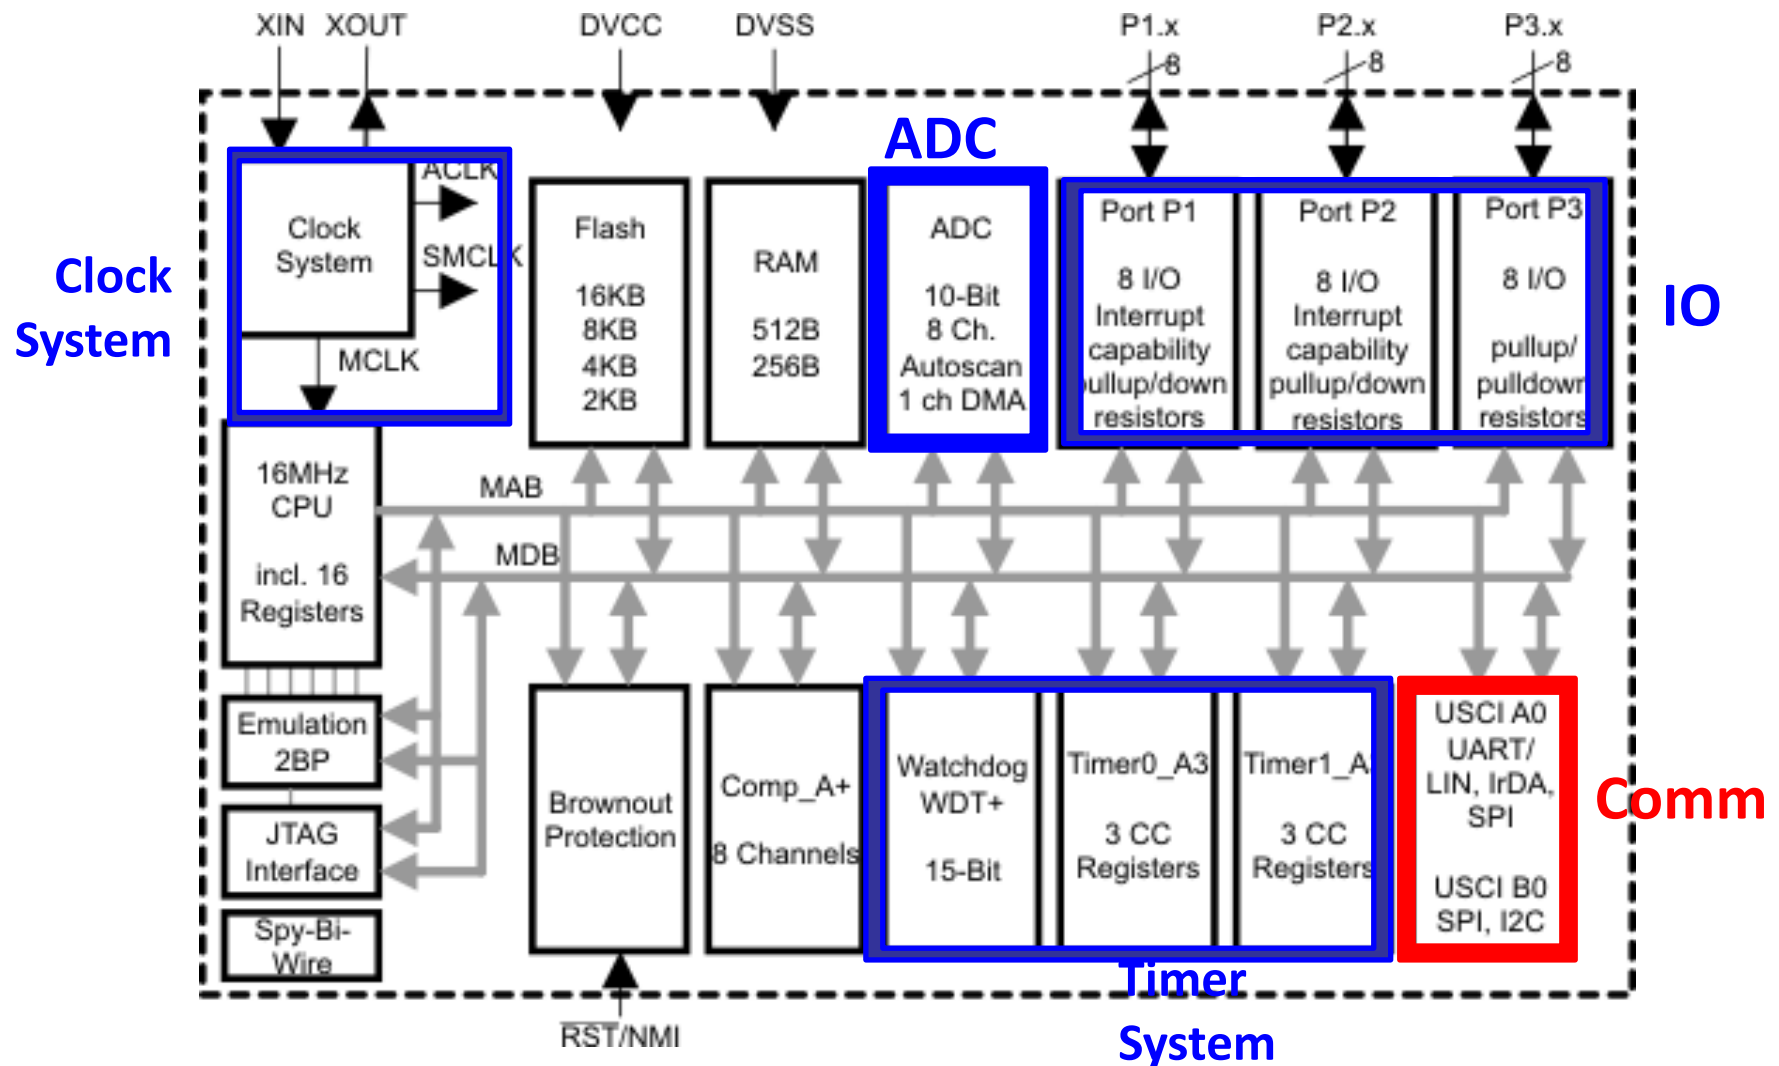 XIN XOUT DVCC DVSS P1.x P2.x P3.x
8 8 8
ADC
Clock
System
ACLK
SMCLK
MCLK
Clock
System
Flash
16KB
8KB
4KB
2KB
RAM
512B
256B
ADC
10-Bit
8 Ch.
Autoscan
1 ch DMA
Port P1
8 I/O
Interrupt
capability
pullup/down
resistors
Port P2
8 I/O
Interrupt
capability
pullup/down
resistors
Port P3
8 I/O
pullup/
pulldown
resistors
IO
16MHz
CPU
incl. 16
Registers
MAB
MDB
Emulation
2BP
JTAG
Interface
Spy-Bi-
Wire
Brownout
Protection
Comp_A+
8 Channels
Watchdog
WDT+
15-Bit
Timer0_A3
3 CC
Registers
Timer1_A
3 CC
Registers
USCI A0
UART/
LIN, IrDA,
SPI
USCI B0
SPI, I2C
Comm
Timer
System
RST/NMI